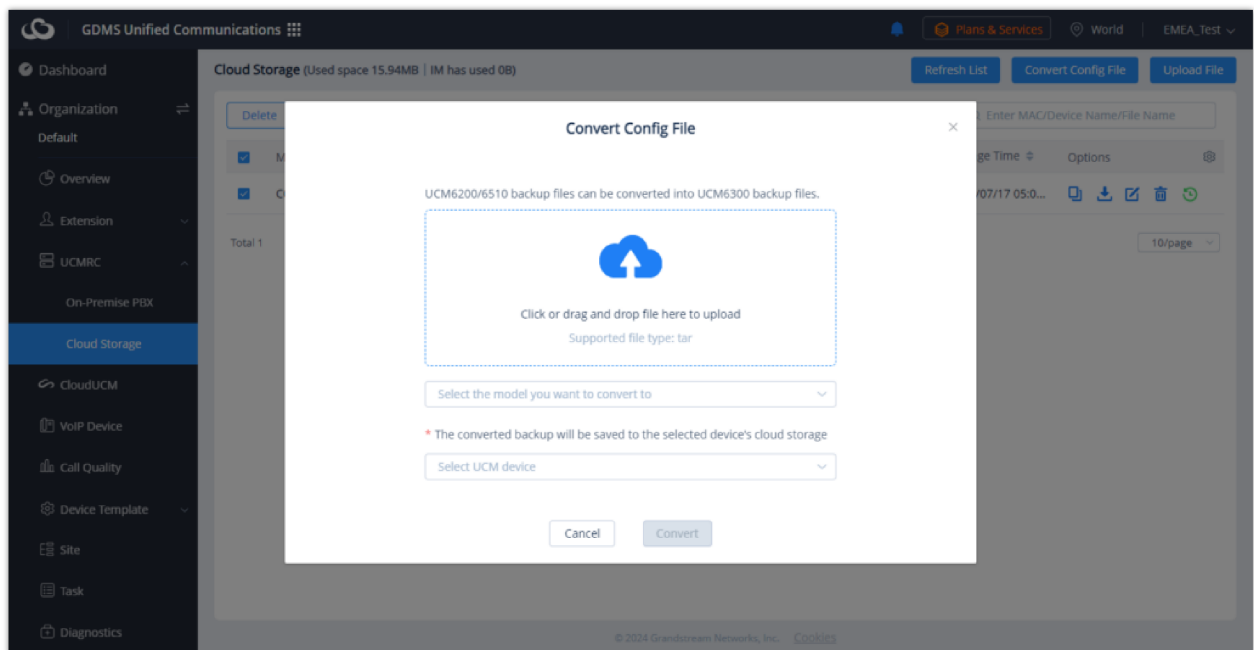 GDMS Unified Communications
Plans & Services
World
EMEA_Test
Dashboard
Organization
Default
Overview
Extension
UCMRC
On-Premise PBX
Cloud Storage
CloudUCM
VoIP Device
Call Quality
Device Template
Site
Task
Diagnostics
Cloud Storage (Used space 15.94MB | IM has used 0B)
Refresh List
Convert Config File
Upload File
Delete
Enter MAC/Device Name/File Name
Options
/07/17 05:0...
Total 1
10/page
Convert Config File
UCM6200/6510 backup files can be converted into UCM6300 backup files.
Click or drag and drop file here to upload
Supported file type: tar
Select the model you want to convert to
* The converted backup will be saved to the selected device's cloud storage
Select UCM device
Cancel
Convert
© 2024 Grandstream Networks, Inc. Cookies